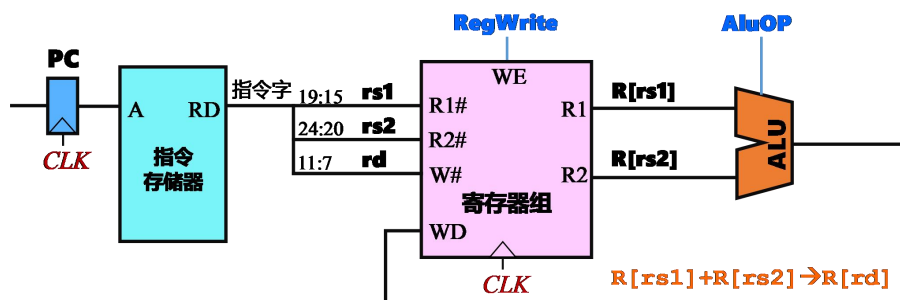 RegWrite
AluOP
PC
指令字
19:15 rs1
24:20 rs2
11:7 rd
A
RD
指令
存储器
CLK
WE
R1#
R2#
W#
WD
R1
R2
寄存器组
CLK
R[rs1]
R[rs2]
ALU
R[rs1]+R[rs2]→R[rd]